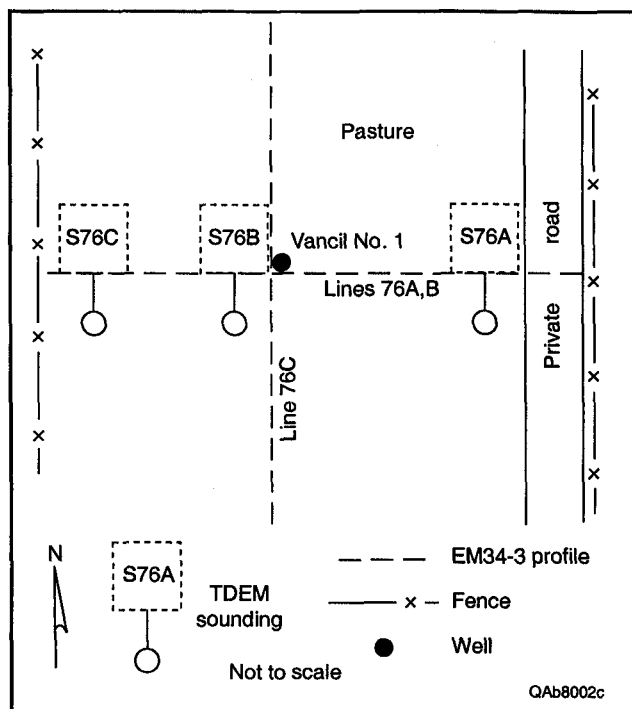 Pasture
S76C
S76B
Vancil No. 1
S76A
road
Lines 76A,B
Private
Line 76C
N
S76A
TDEM
sounding
EM34-3 profile
x Fence
Well
Not to scale
QAb8002c